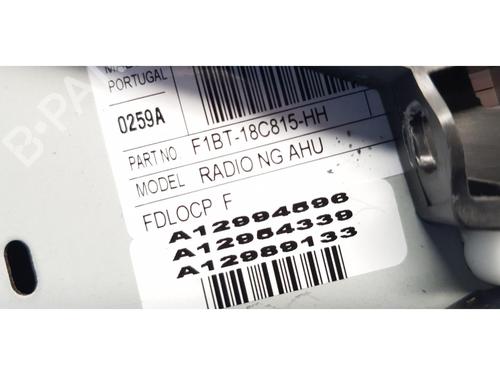 PORTUGAL
0259A
PART NO F1BT-18C815-HH
MODEL RADIO NG AHU
FDLOCP F
A12994596
A12954339
A12989133